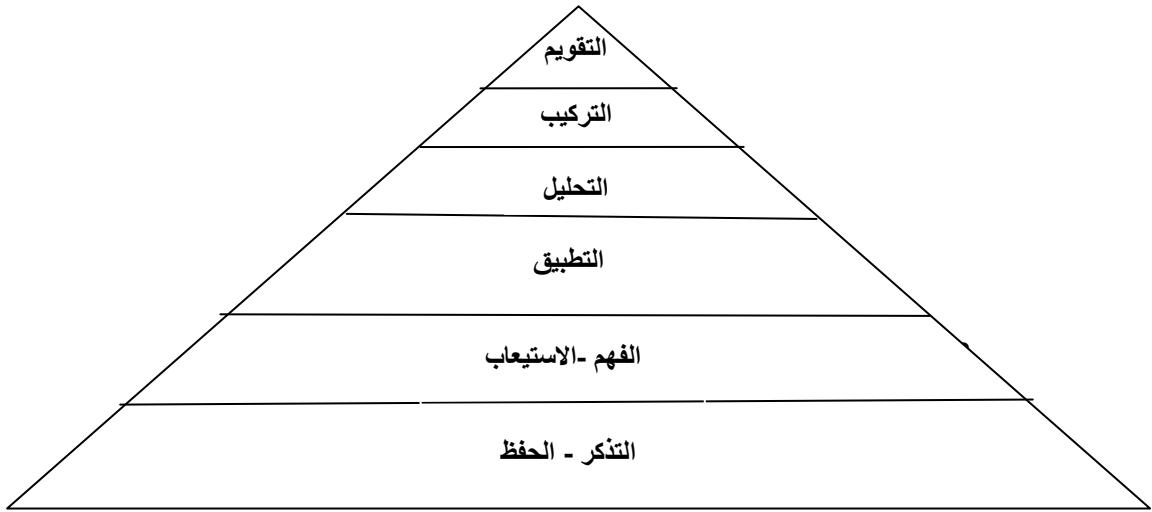 التقويم
التركيب
التحليل
التطبيق
الفهم -الاستيعاب
التذكر - الحفظ